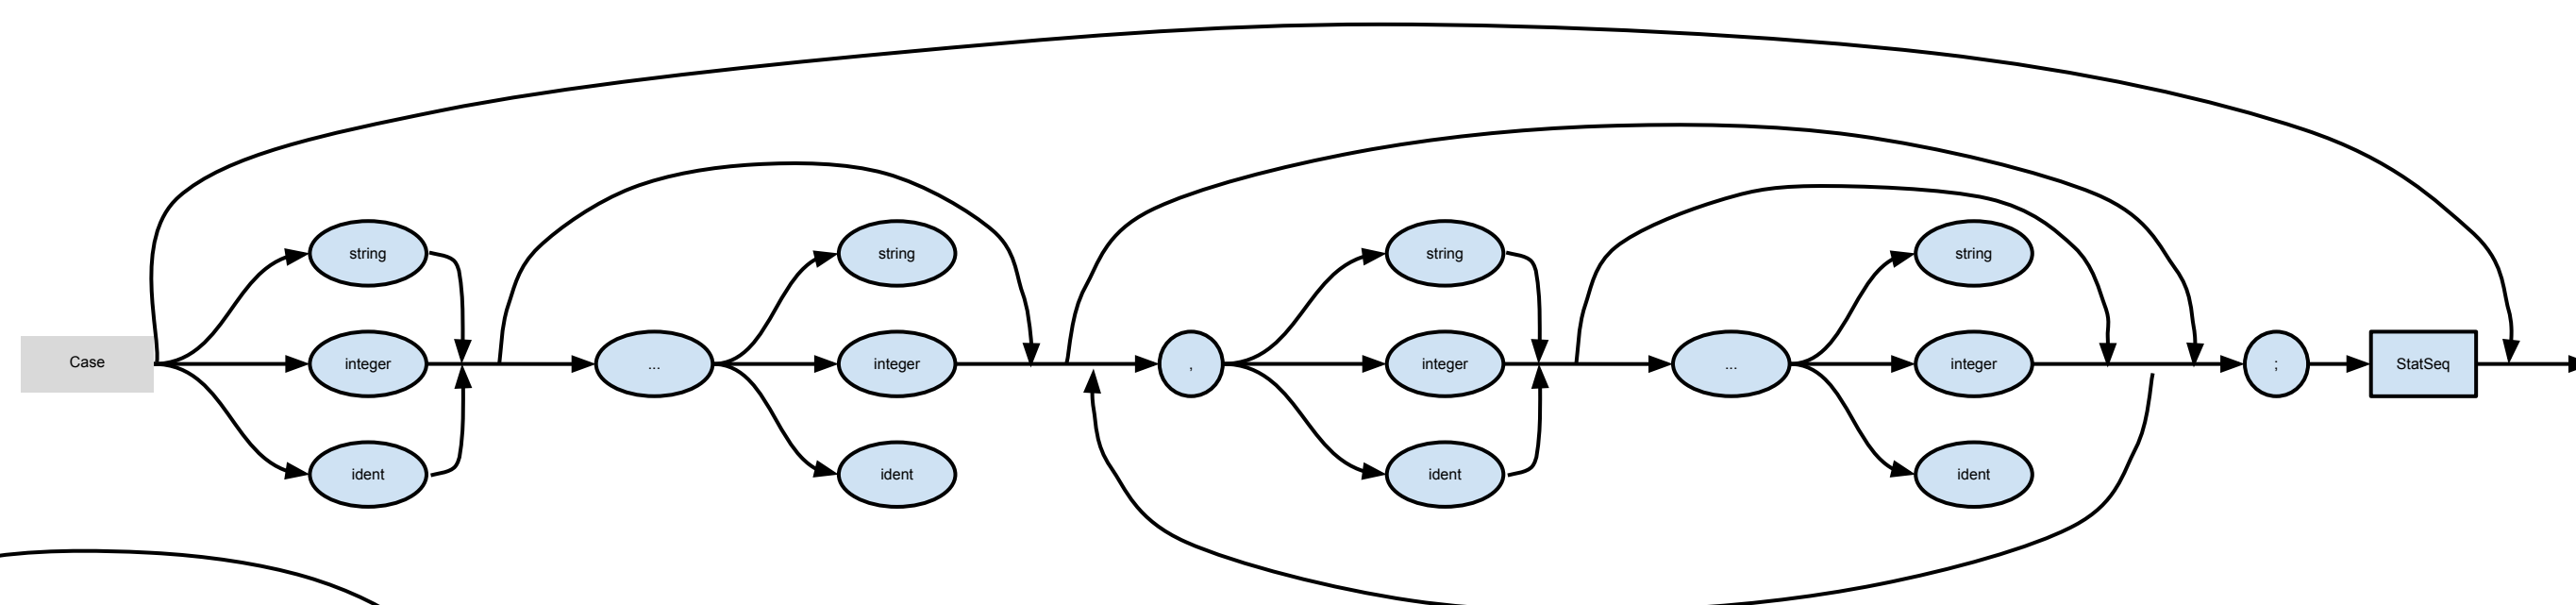 string
string
string
string
Case
integer
...
integer
,
integer
...
integer
;
StatSeq
ident
ident
ident
ident